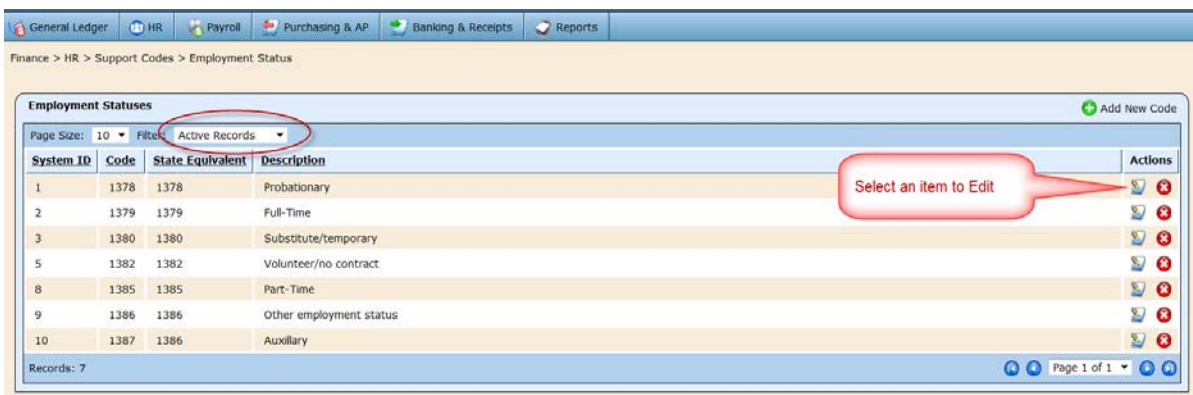 General Ledger HR Payroll Purchasing & AP Banking & Receipts Reports
Finance > HR > Support Codes > Employment Status
Employment Statuses Add New Code
Page Size: 10 Filter: Active Records
System ID Code State Equivalent Description Actions
1 1378 1378 Probationary Select an item to Edit
2 1379 1379 Full-Time
3 1380 1380 Substitute/temporary
5 1382 1382 Volunteer/no contract
8 1385 1385 Part-Time
9 1386 1386 Other employment status
10 1387 1386 Auxillary
Records: 7 Page 1 of 1